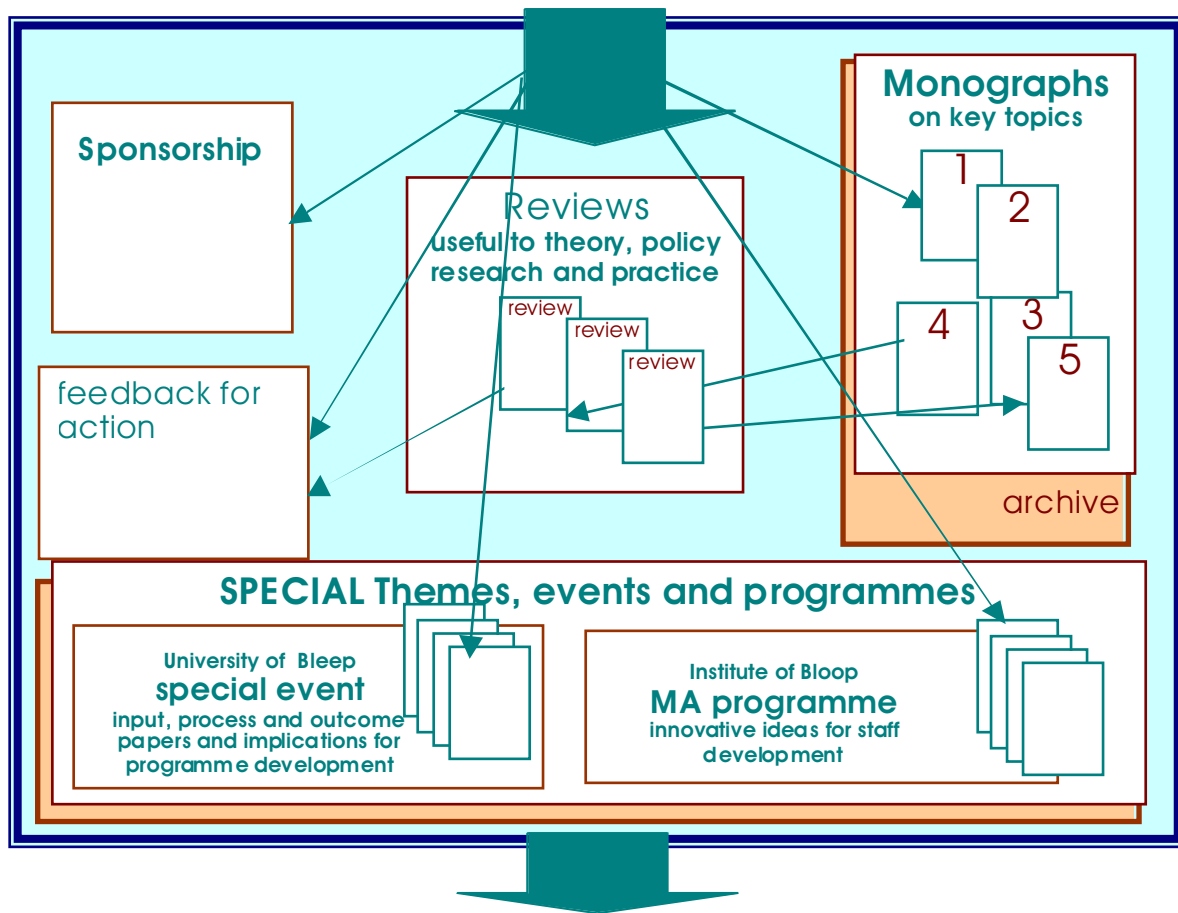 Sponsorship
Monographs
on key topics
1
2
3
4
5
archive
Reviews
useful to theory, policy
research and practice
review
review
review
feedback for
action
SPECIAL Themes, events and programmes
University of Bleep
special event
input, process and outcome
papers and implications for
programme development
Institute of Bloop
MA programme
innovative ideas for staff
development